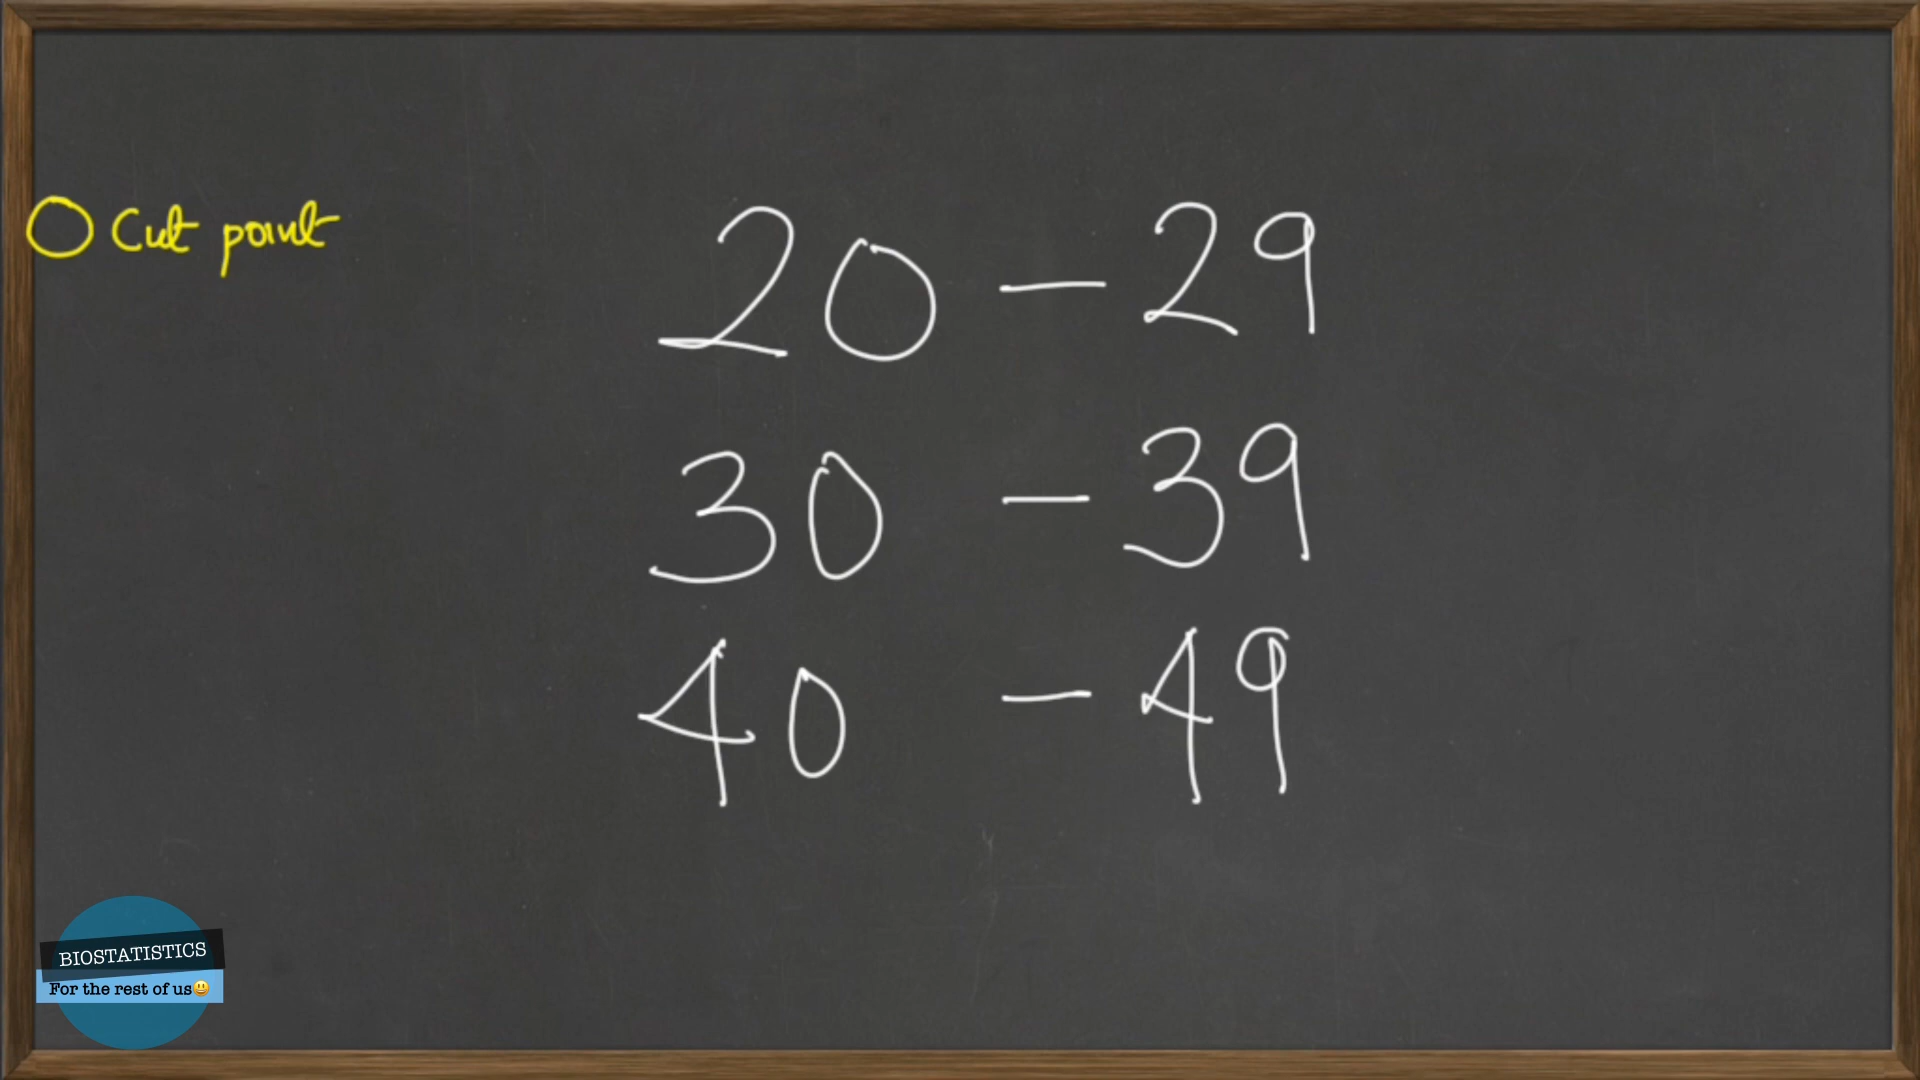 Cut point
20 - 29
30 - 39
40 - 49
BIOSTATISTICS
For the rest of us😃